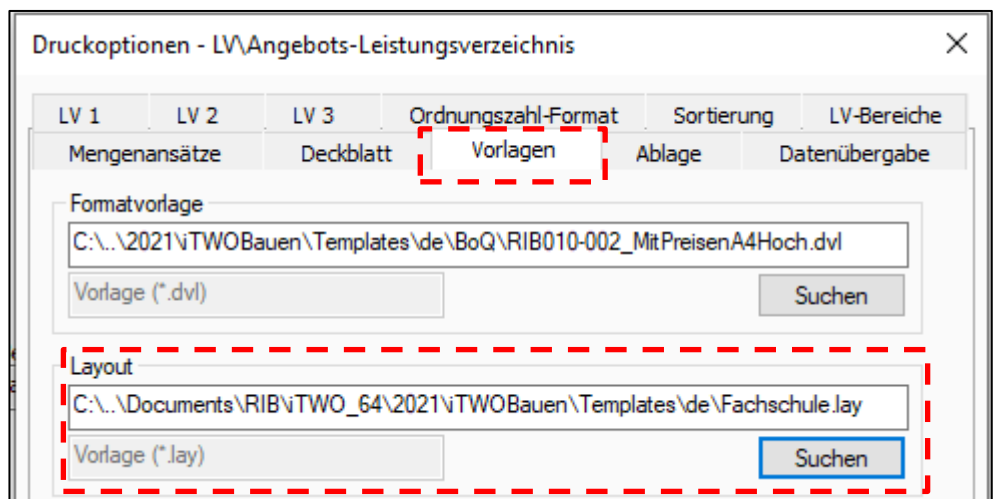 Druckoptionen - LV\Angebots-Leistungsverzeichnis
LV 1 LV 2 LV 3 Ordnungszahl-Format Sortierung LV-Bereiche
Mengenansätze Deckblatt Vorlagen Ablage Datenübergabe
Formatvorlage
C:\..\2021\iTWOBauen\Templates\de\BoQ\RIB010-002_MitPreisenA4Hoch.dvl
Vorlage (*.dvl) Suchen
Layout
C:\..\Documents\RIB\iTWO_64\2021\iTWOBauen\Templates\de\Fachschule.lay
Vorlage (*.lay) Suchen